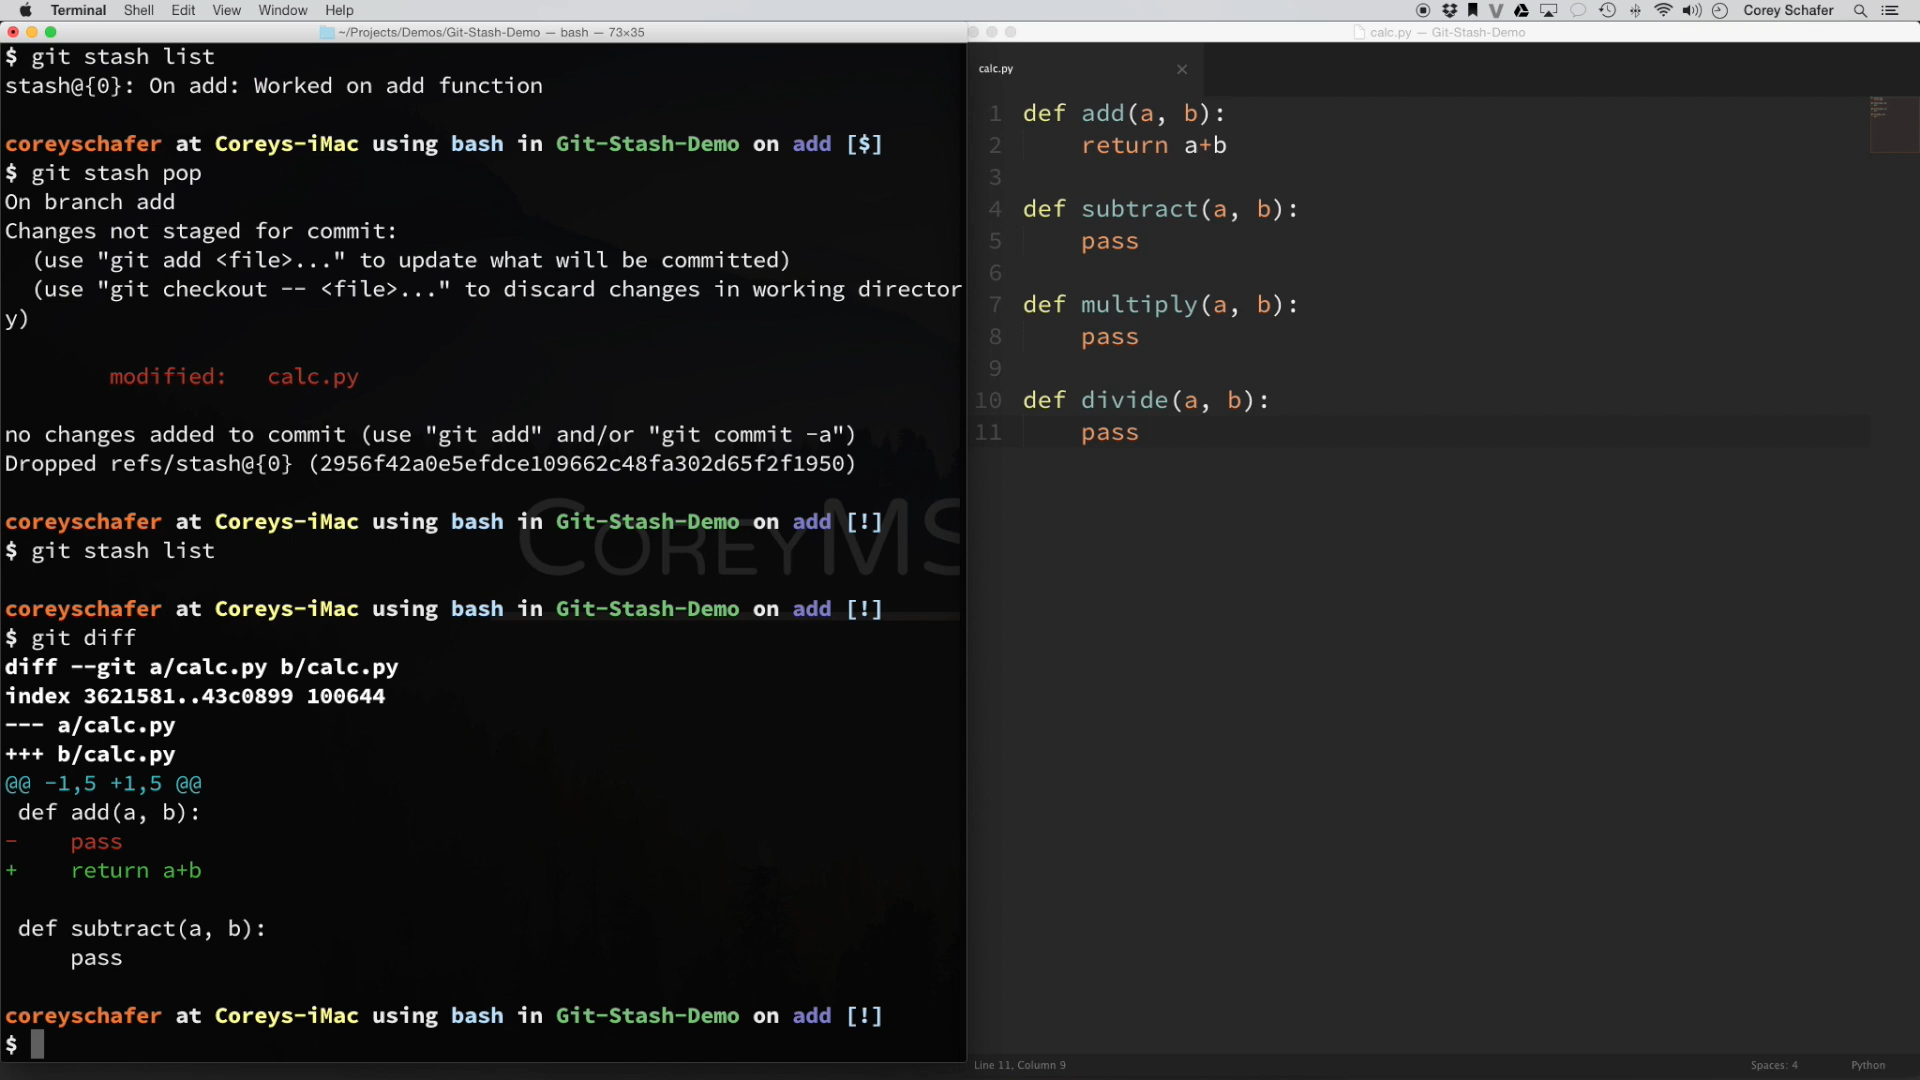 Terminal Shell Edit View Window Help Corey Schafer
~/Projects/Demos/Git-Stash-Demo — bash — 73×35
$ git stash list
stash@{0}: On add: Worked on add function
coreyschafer at Coreys-iMac using bash in Git-Stash-Demo on add [$]
$ git stash pop
On branch add
Changes not staged for commit:
  (use "git add <file>..." to update what will be committed)
  (use "git checkout -- <file>..." to discard changes in working director
y)
        modified:   calc.py
no changes added to commit (use "git add" and/or "git commit -a")
Dropped refs/stash@{0} (2956f42a0e5efdce109662c48fa302d65f2f1950)
coreyschafer at Coreys-iMac using bash in Git-Stash-Demo on add [!]
$ git stash list
coreyschafer at Coreys-iMac using bash in Git-Stash-Demo on add [!]
$ git diff
diff --git a/calc.py b/calc.py
index 3621581..43c0899 100644
--- a/calc.py
+++ b/calc.py
@@ -1,5 +1,5 @@
 def add(a, b):
-    pass
+    return a+b
 def subtract(a, b):
     pass
coreyschafer at Coreys-iMac using bash in Git-Stash-Demo on add [!]
$
COREYMS
calc.py — Git-Stash-Demo
calc.py
1 def add(a, b):
2     return a+b
3
4 def subtract(a, b):
5     pass
6
7 def multiply(a, b):
8     pass
9
10 def divide(a, b):
11     pass
Line 11, Column 9 Spaces: 4 Python